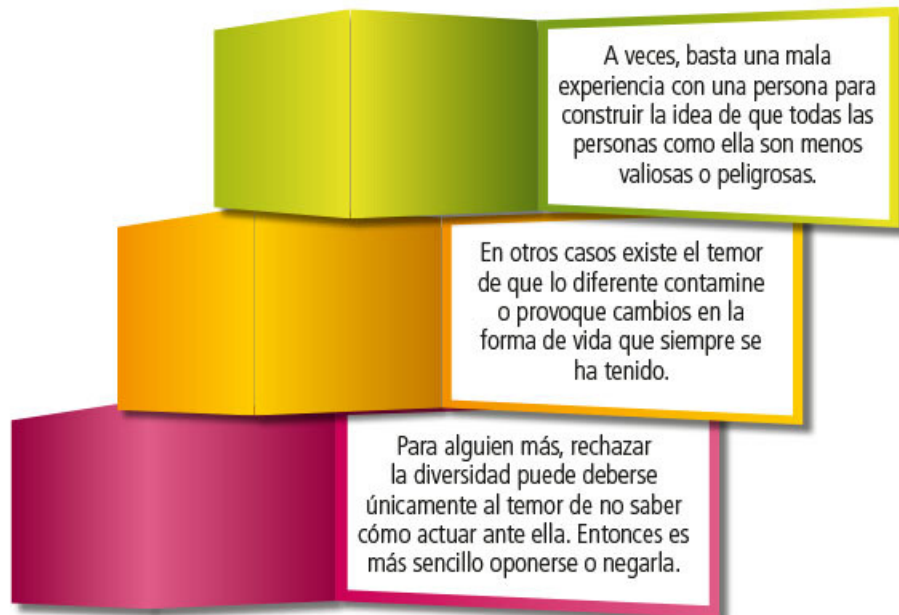 A veces, basta una mala
experiencia con una persona para
construir la idea de que todas las
personas como ella son menos
valiosas o peligrosas.
En otros casos existe el temor
de que lo diferente contamine
o provoque cambios en la
forma de vida que siempre se
ha tenido.
Para alguien más, rechazar
la diversidad puede deberse
únicamente al temor de no saber
cómo actuar ante ella. Entonces es
más sencillo oponerse o negarla.